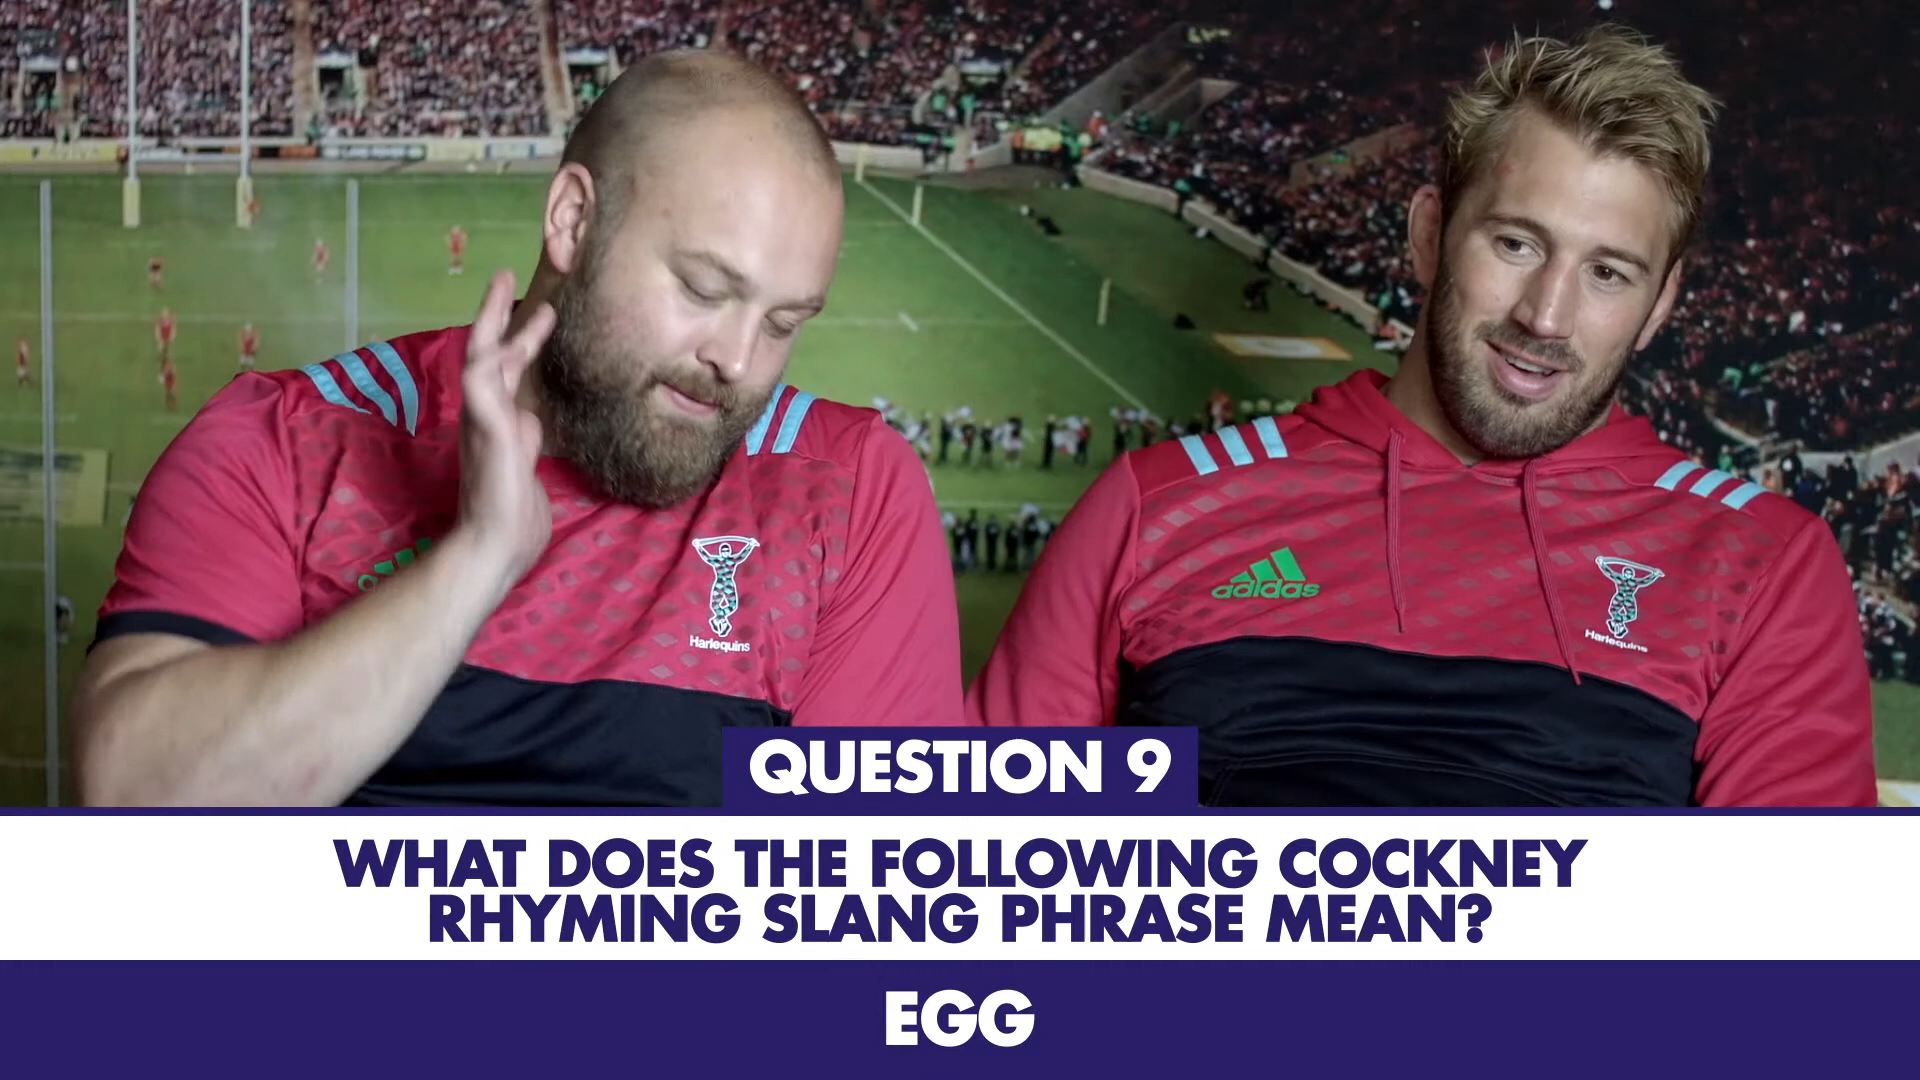 adidas
Harlequins
Harlequins
QUESTION 9
WHAT DOES THE FOLLOWING COCKNEY
RHYMING SLANG PHRASE MEAN?
EGG